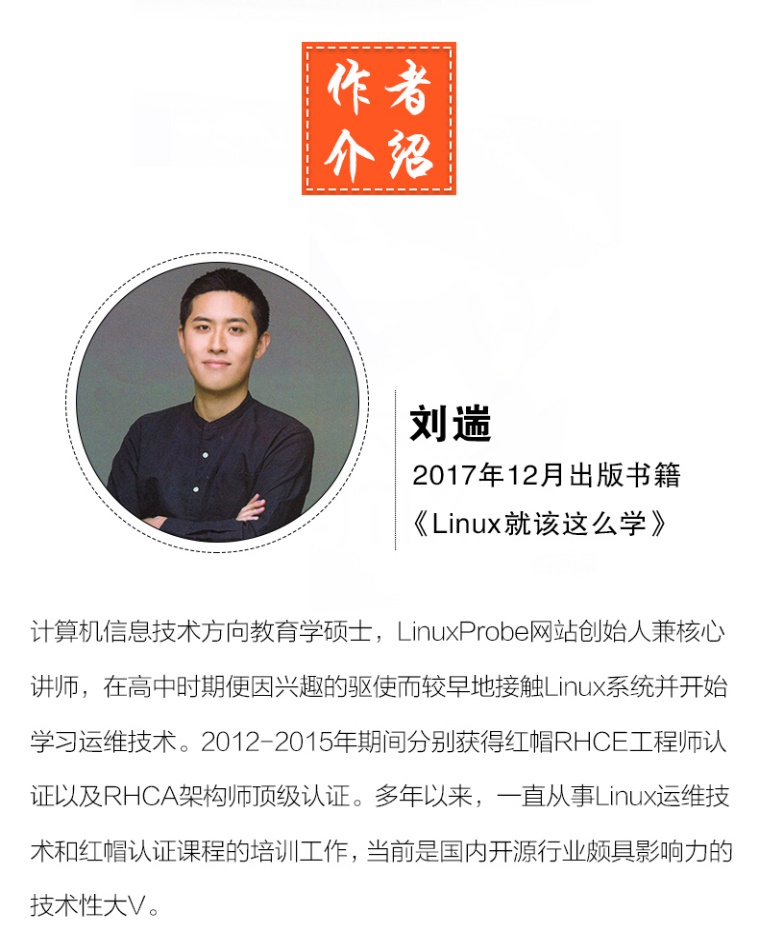 作者
介绍
刘遄
2017年12月出版书籍
《Linux就该这么学》
计算机信息技术方向教育学硕士，LinuxProbe网站创始人兼核心
讲师，在高中时期便因兴趣的驱使而较早地接触Linux系统并开始
学习运维技术。2012-2015年期间分别获得红帽RHCE工程师认
证以及RHCA架构师顶级认证。多年以来，一直从事Linux运维技
术和红帽认证课程的培训工作，当前是国内开源行业颇具影响力的
技术性大V。